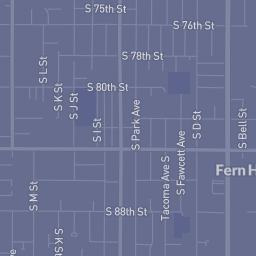 S 75th St
S 76th St
S 78th St
S L St
S 80th St
S K St
S J St
S I St
S Park Ave
S D St
S Bell St
S Fawcett Ave
Tacoma Ave S
Fern H
S M St
S 88th St
S K St